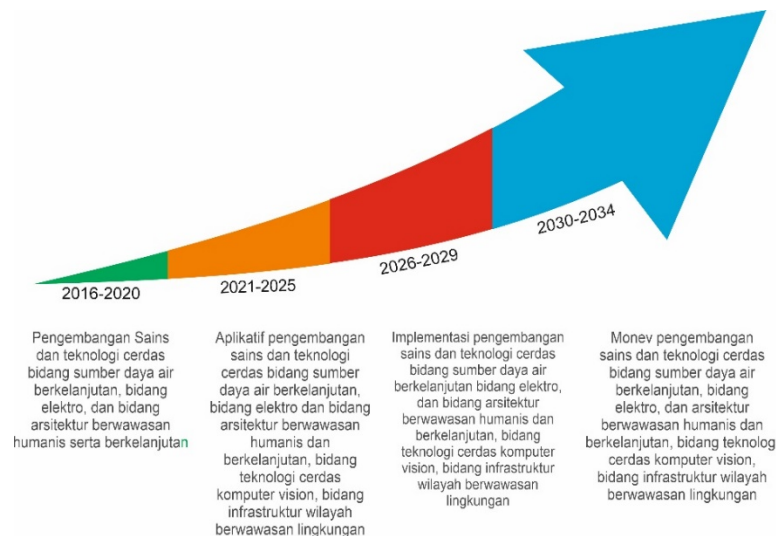 2016-2020
2021-2025
2026-2029
2030-2034
Pengembangan Sains
dan teknologi cerdas
bidang sumber daya air
berkelanjutan, bidang
elektro, dan bidang
arsitektur berwawasan
humanis serta berkelanjutan
Aplikatif pengembangan
sains dan teknologi
cerdas bidang sumber
daya air berkelanjutan,
bidang elektro dan bidang
arsitektur berwawasan
humanis dan
berkelanjutan, bidang
teknologi cerdas
komputer vision, bidang
infrastruktur wilayah
berwawasan lingkungan
Implementasi pengembangan
sains dan teknologi cerdas
bidang sumber daya air
berkelanjutan bidang elektro,
dan bidang arsitektur
berwawasan humanis dan
berkelanjutan, bidang
teknologi cerdas komputer
vision, bidang infrastruktur
wilayah berwawasan
lingkungan
Monev pengembangan
sains dan teknologi cerdas
bidang sumber daya air
berkelanjutan, bidang
elektro, dan arsitektur
berwawasan humanis dan
berkelanjutan, bidang teknolog
cerdas komputer vision,
bidang infrastruktur wilayah
berwawasan lingkungan